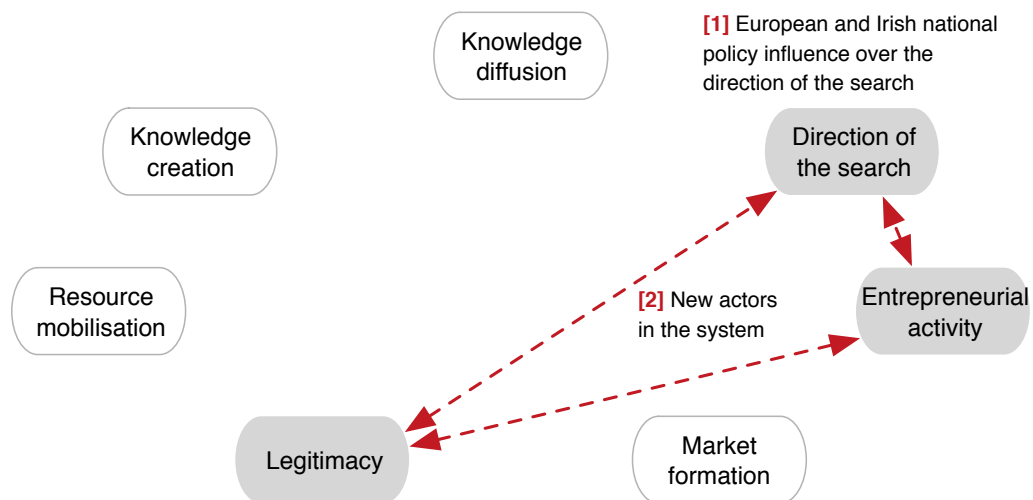 Knowledge
diffusion
[1] European and Irish national
policy influence over the
direction of the search
Knowledge
creation
Direction of
the search
Resource
mobilisation
[2] New actors
in the system
Entrepreneurial
activity
Legitimacy
Market
formation